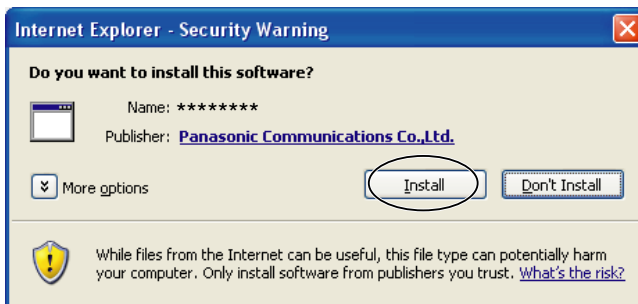 Internet Explorer - Security Warning
Do you want to install this software?
Name: ********
Publisher: Panasonic Communications Co.,Ltd.
More options
Install
Don't Install
While files from the Internet can be useful, this file type can potentially harm
your computer. Only install software from publishers you trust. What's the risk?